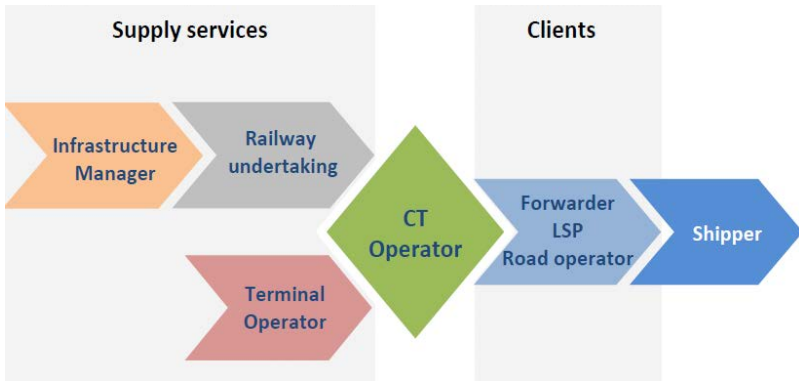 Supply services
Clients
Infrastructure
Manager
Railway
undertaking
Terminal
Operator
CT
Operator
Forwarder
LSP
Road operator
Shipper